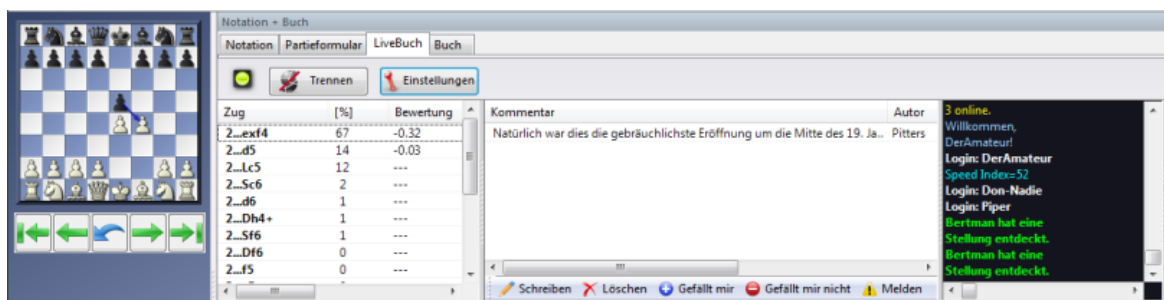 Notation + Buch
Notation Partieformular LiveBuch Buch
Trennen Einstellungen
Zug [%] Bewertung
2...exf4 67 -0.32
2...d5 14 -0.03
2...Lc5 12 ---
2...Sc6 2 ---
2...d6 1 ---
2...Dh4+ 1 ---
2...Sf6 1 ---
2...Df6 0 ---
2...f5 0 ---
Kommentar Autor
Natürlich war dies die gebräuchlichste Eröffnung um die Mitte des 19. Ja... Pitters
Schreiben Löschen Gefällt mir Gefällt mir nicht Melden
3 online.
Willkommen,
DerAmateur!
Login: DerAmateur
Speed Index=52
Login: Don-Nadie
Login: Piper
Bertman hat eine
Stellung entdeckt.
Bertman hat eine
Stellung entdeckt.